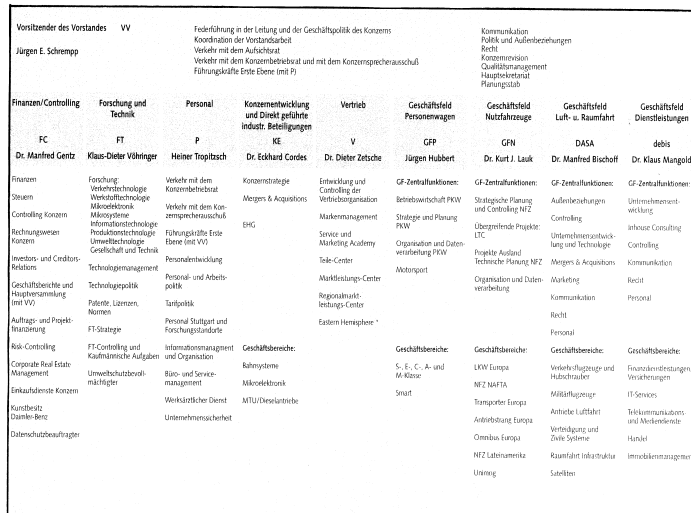 Vorsitzender des Vorstandes VV
Jürgen E. Schrempp
Federführung in der Leitung und der Geschäftspolitik des Konzerns
Koordination der Vorstandsarbeit
Verkehr mit dem Aufsichtsrat
Verkehr mit dem Konzernbetriebsrat und mit dem Konzernsprecherausschuß
Führungskräfte Erste Ebene (mit P)
Kommunikation
Politik und Außenbeziehungen
Recht
Konzernrevision
Qualitätsmanagement
Hauptsekretariat
Planungsstab
Finanzen/Controlling
FC
Dr. Manfred Gentz
Finanzen
Steuern
Controlling Konzern
Rechnungswesen
Konzern
Investors- und Creditors-
Relations
Geschäftsberichte und
Hauptversammlung
(mit VV)
Auftrags- und Projekt-
finanzierung
Risk-Controlling
Corporate Real Estate
Management
Einkaufsdienste Konzern
Kunstbesitz
Daimler-Benz
Datenschutzbeauftragter
Forschung und
Technik
FT
Klaus-Dieter Vöhringer
Forschung:
Verkehrstechnologie
Werkstofftechnologie
Mikroelektronik
Mikrosysteme
Informationstechnologie
Produktionstechnologie
Umwelttechnologie
Gesellschaft und Technik
Technologiemanagement
Technologiepolitik
Patente, Lizenzen,
Normen
FT-Strategie
FT-Controlling und
Kaufmännische Aufgaben
Umweltschutzbevoll-
mächtigter
Personal
P
Heiner Tropitzsch
Verkehr mit dem
Konzernbetriebsrat
Verkehr mit dem Kon-
zernsprecherausschuß
Führungskräfte Erste
Ebene (mit VV)
Personalentwicklung
Personal- und Arbeits-
politik
Tarifpolitik
Personal Stuttgart und
Forschungsstandorte
Informationsmanagment
und Organisation
Büro- und Service-
management
Werksärztlicher Dienst
Unternehmenssicherheit
Konzernentwicklung
und Direkt geführte
industr. Beteiligungen
KE
Dr. Eckhard Cordes
Konzernstrategie
Mergers & Acquisitions
EHG
Geschäftsbereiche:
Bahnsysteme
Mikroelektronik
MTU/Dieselantriebe
Vertrieb
V
Dr. Dieter Zetsche
Entwicklung und
Controlling der
Vertriebsorganisation
Markenmanagement
Service und
Marketing Academy
Teile-Center
Marktleistungs-Center
Regionalmarkt-
leistungs-Center
Eastern Hemisphere *
Geschäftsfeld
Personenwagen
GFP
Jürgen Hubbert
GF-Zentralfunktionen:
Betriebswirtschaft PKW
Strategie und Planung
PKW
Organisation und Daten-
verarbeitung PKW
Motorsport
Geschäftsbereiche:
S-, E-, C-, A- und
M-Klasse
Smart
Geschäftsfeld
Nutzfahrzeuge
GFN
Dr. Kurt J. Lauk
GF-Zentralfunktionen:
Strategische Planung
und Controlling NFZ
Übergreifende Projekte:
LTC
Projekte Ausland
Technische Planung NFZ
Organisation und Daten-
verarbeitung
Geschäftsbereiche:
LKW Europa
NFZ NAFTA
Transporter Europa
Antriebstrang Europa
Omnibus Europa
NFZ Lateinamerika
Unimog
Geschäftsfeld
Luft- u. Raumfahrt
DASA
Dr. Manfred Bischoff
GF-Zentralfunktionen:
Außenbeziehungen
Controlling
Unternehmensentwick-
lung und Technologie
Mergers & Acquisitions
Marketing
Kommunikation
Recht
Personal
Geschäftsbereiche:
Verkehrsflugzeuge und
Hubschrauber
Militärflugzeuge
Antriebe Luftfahrt
Verteidigung und
Zivile Systeme
Raumfahrt Infrastruktur
Satelliten
Geschäftsfeld
Dienstleistungen
debis
Dr. Klaus Mangold
GF-Zentralfunktionen:
Unternehmensent-
wicklung
Inhouse Consulting
Controlling
Kommunikation
Recht
Personal
Geschäftsbereiche:
Finanzdienstleistungen/
Versicherungen
IT-Services
Telekommunikations-
und Mediendienste
Handel
Immobilienmanagement